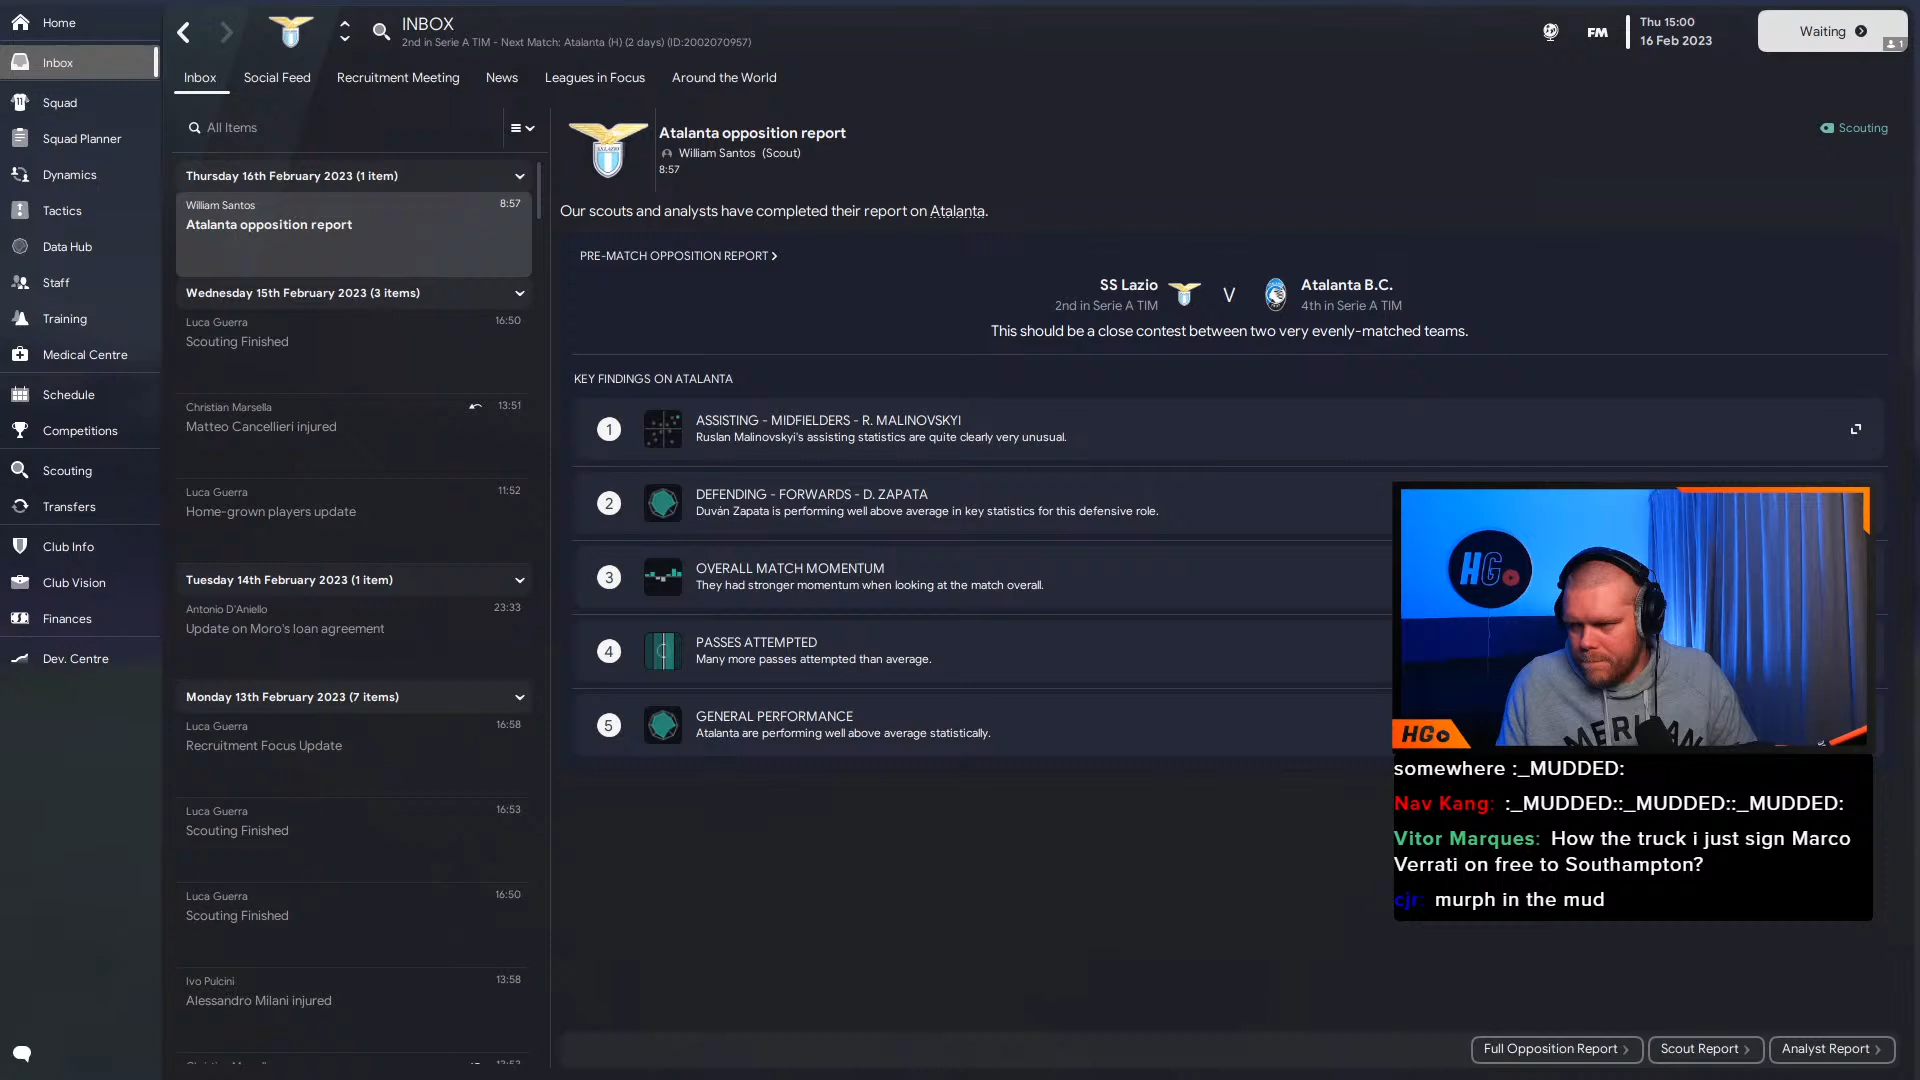 Home
Inbox
Squad
Squad Planner
Dynamics
Tactics
Data Hub
Staff
Training
Medical Centre
Schedule
Competitions
Scouting
Transfers
Club Info
Club Vision
Finances
Dev. Centre
INBOX
2nd in Serie A TIM - Next Match: Atalanta (H) (2 days) (ID:2002070957)
FM
Thu 15:00
16 Feb 2023
Waiting
1
Inbox Social Feed Recruitment Meeting News Leagues in Focus Around the World
All Items
Thursday 16th February 2023 (1 item)
William Santos 8:57
Atalanta opposition report
Wednesday 15th February 2023 (3 items)
Luca Guerra 16:50
Scouting Finished
Christian Marsella 13:51
Matteo Cancellieri injured
Luca Guerra 11:52
Home-grown players update
Tuesday 14th February 2023 (1 item)
Antonio D'Aniello 23:33
Update on Moro's loan agreement
Monday 13th February 2023 (7 items)
Luca Guerra 16:58
Recruitment Focus Update
Luca Guerra 16:53
Scouting Finished
Luca Guerra 16:50
Scouting Finished
Ivo Pulcini 13:58
Alessandro Milani injured
S.S.LAZIO
Atalanta opposition report
William Santos (Scout)
8:57
Scouting
Our scouts and analysts have completed their report on Atalanta.
PRE-MATCH OPPOSITION REPORT
SS Lazio V Atalanta B.C.
2nd in Serie A TIM 4th in Serie A TIM
This should be a close contest between two very evenly-matched teams.
KEY FINDINGS ON ATALANTA
1 ASSISTING - MIDFIELDERS - R. MALINOVSKYI
Ruslan Malinovskyi's assisting statistics are quite clearly very unusual.
2 DEFENDING - FORWARDS - D. ZAPATA
Duván Zapata is performing well above average in key statistics for this defensive role.
3 OVERALL MATCH MOMENTUM
They had stronger momentum when looking at the match overall.
4 PASSES ATTEMPTED
Many more passes attempted than average.
5 GENERAL PERFORMANCE
Atalanta are performing well above average statistically.
HG
HG
somewhere :_MUDDED:
Nav Kang: :_MUDDED::_MUDDED::_MUDDED:
Vitor Marques: How the truck i just sign Marco
Verrati on free to Southampton?
cjr: murph in the mud
Full Opposition Report
Scout Report
Analyst Report